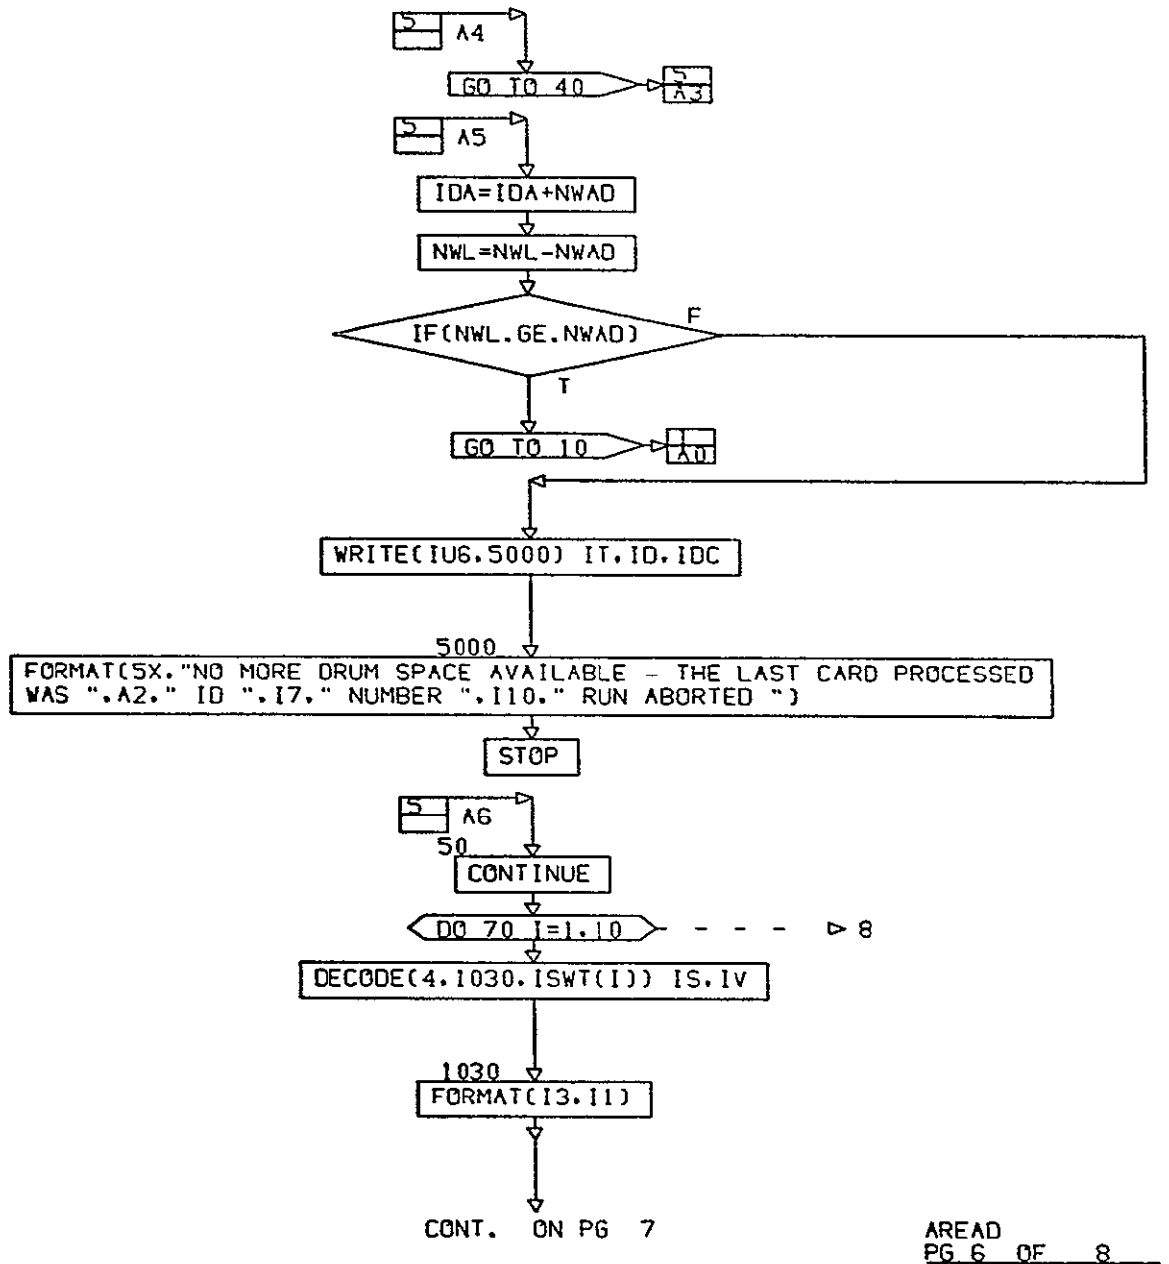 5 A4
GO TO 40 5
A3
5 A5
IDA=IDA+NWAD
NWL=NWL-NWAD
IF(NWL.GE.NWAD) F
T
GO TO 10 1
A0
WRITE(IU6.5000) IT.ID.IDC
5000
FORMAT(5X."NO MORE DRUM SPACE AVAILABLE - THE LAST CARD PROCESSED
WAS ".A2." ID ".I7." NUMBER ".I10." RUN ABORTED ")
STOP
5 A6
50
CONTINUE
DO 70 I=1.10 - - - - 8
DECODE(4.1030.ISWT(I)) IS.IV
1030
FORMAT(I3.I1)
CONT. ON PG 7
AREAD
PG 6 OF 8